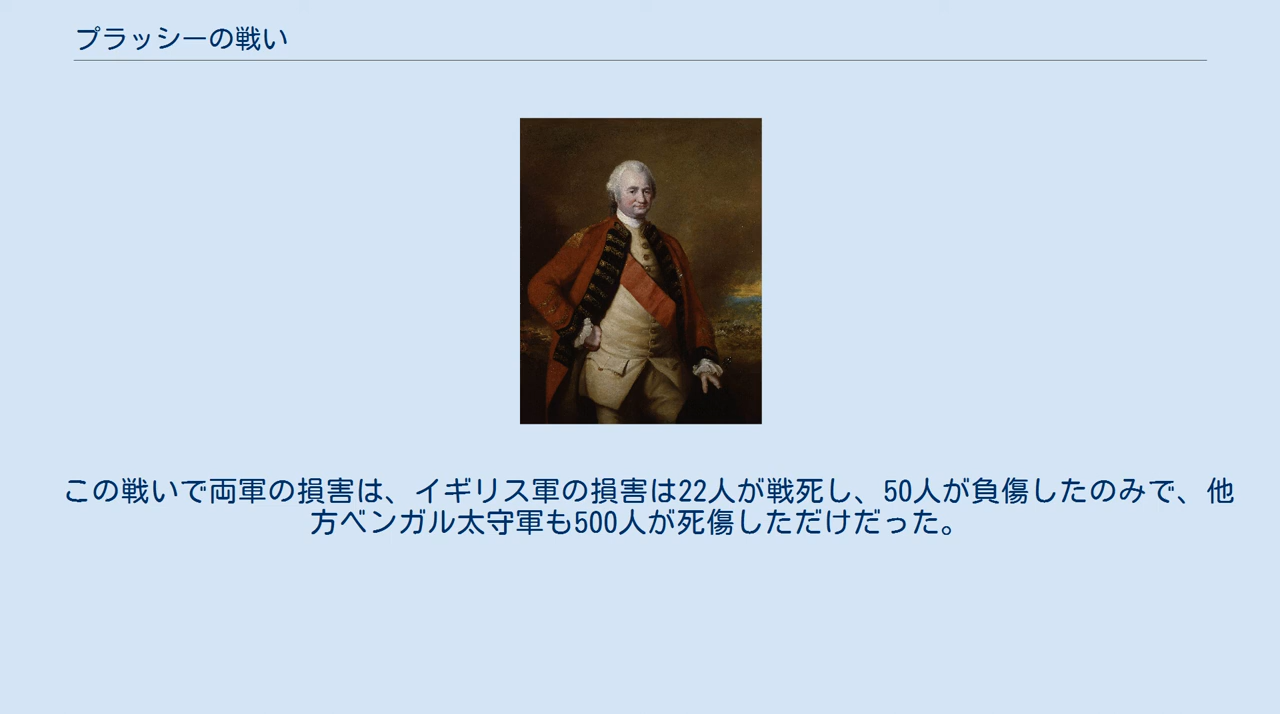 プラッシーの戦い
この戦いで両軍の損害は、イギリス軍の損害は22人が戦死し、50人が負傷したのみで、他
方ベンガル太守軍も500人が死傷しただけだった。